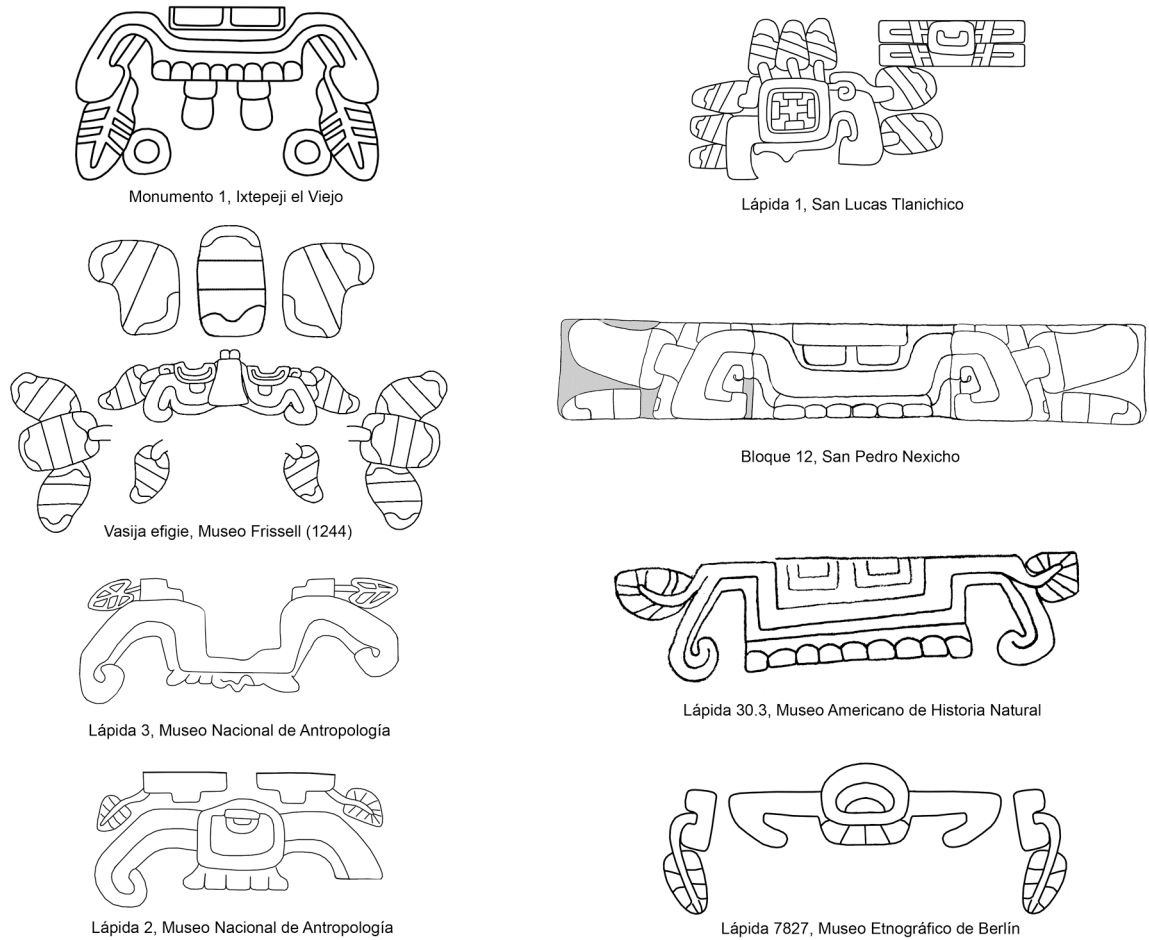 Monumento 1, Ixtepeji el Viejo
Lápida 1, San Lucas Tlanichico
Vasija efigie, Museo Frissell (1244)
Bloque 12, San Pedro Nexicho
Lápida 3, Museo Nacional de Antropología
Lápida 30.3, Museo Americano de Historia Natural
Lápida 2, Museo Nacional de Antropología
Lápida 7827, Museo Etnográfico de Berlín